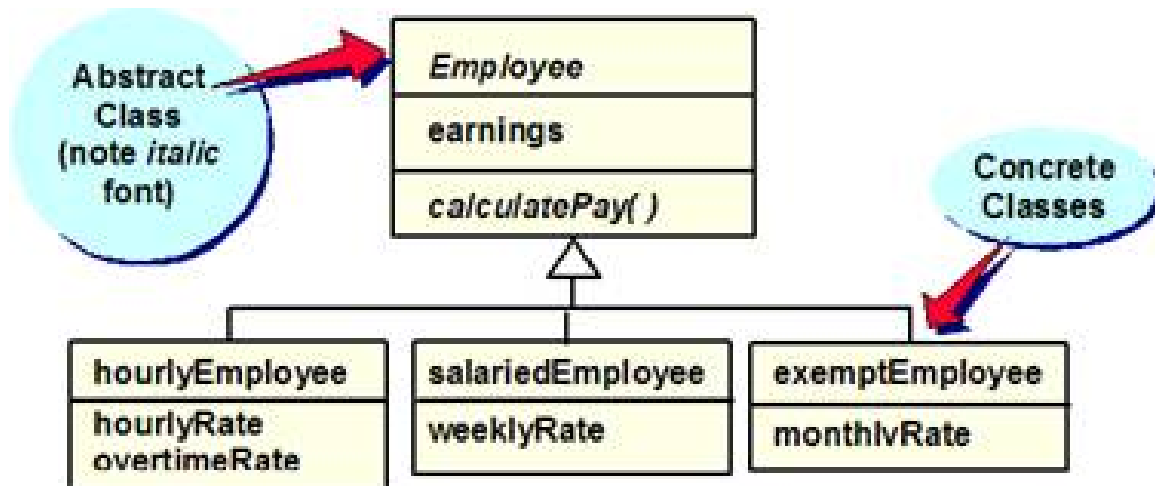 Abstract
Class
(note italic
font)
Employee
earnings
calculatePay( )
Concrete
Classes
hourlyEmployee
hourlyRate
overtimeRate
salariedEmployee
weeklyRate
exemptEmployee
monthlyRate